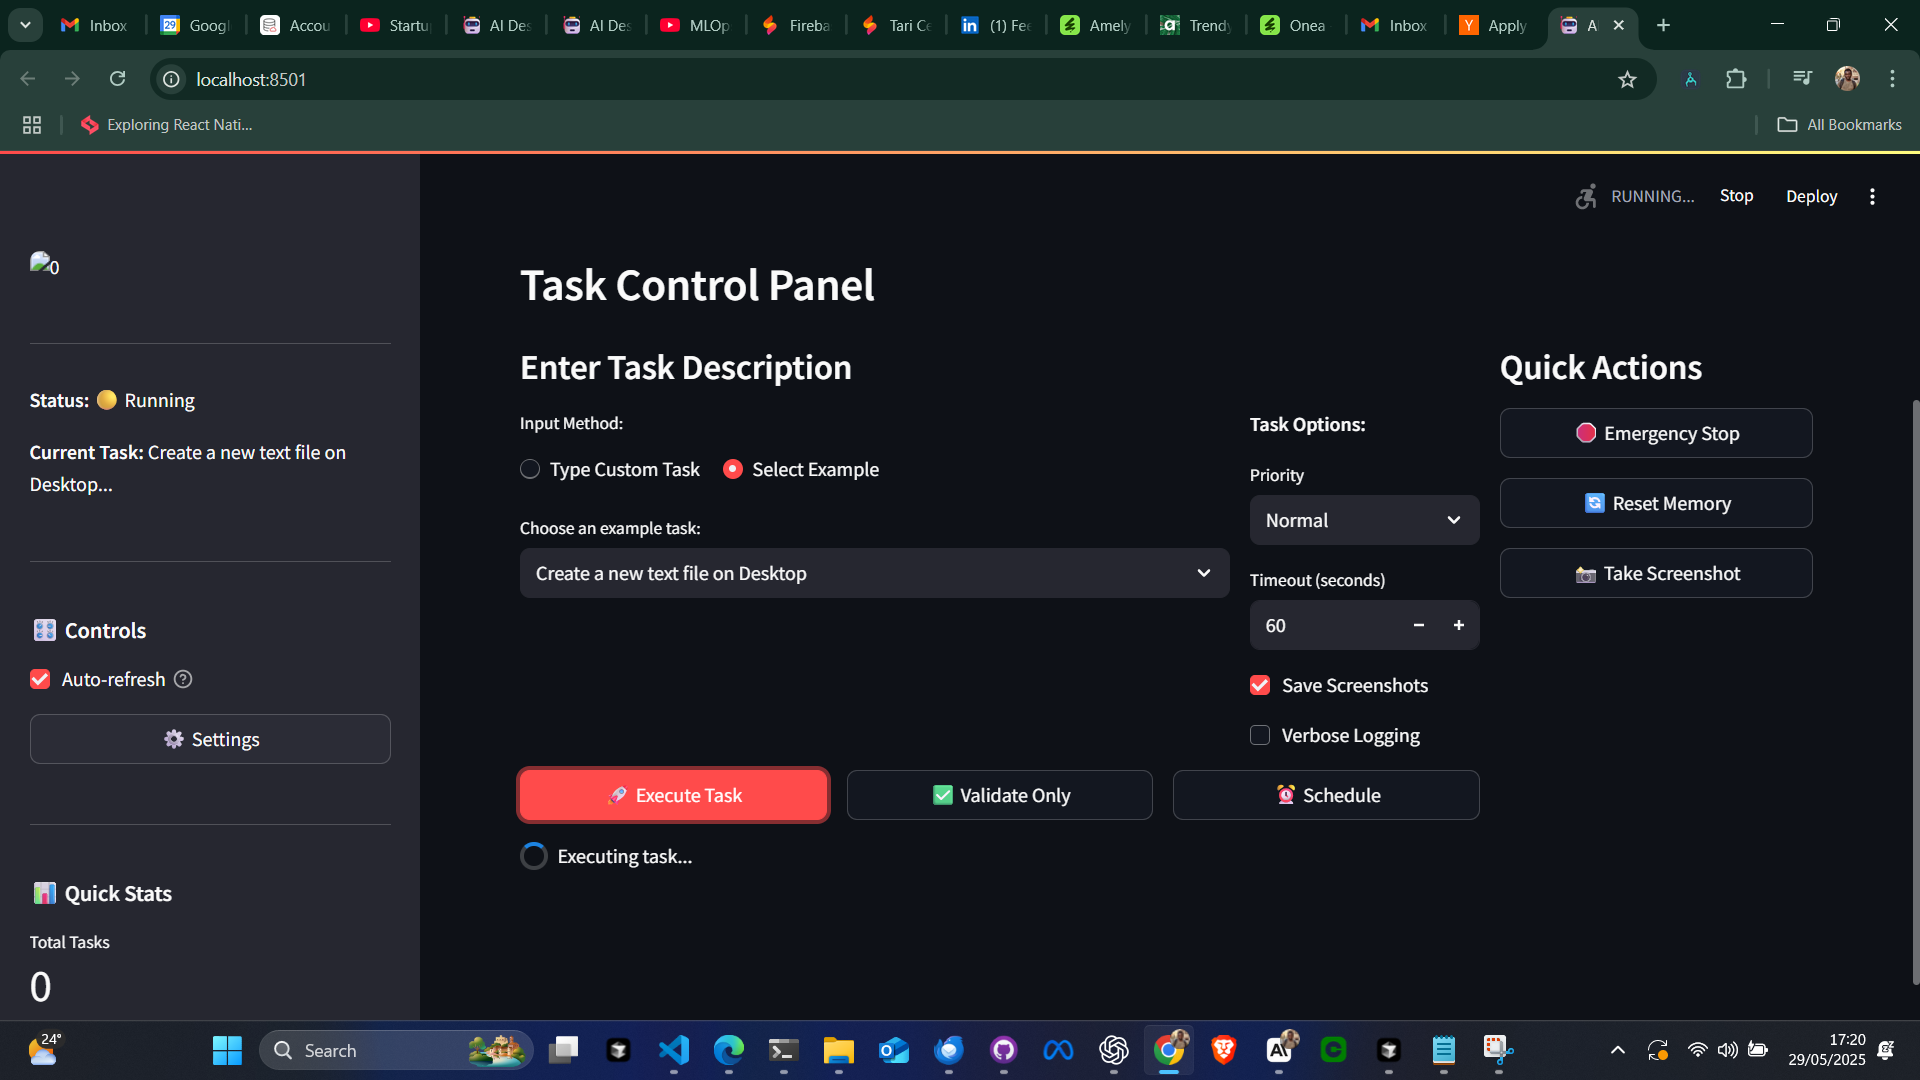 Inbox
Googl
Accou
Startu
AI Des
AI Des
MLOp
Fireba
Tari Ce
(1) Fee
Amely
Trendy
Onea
Inbox
Apply
A
localhost:8501
Exploring React Nati...
All Bookmarks
RUNNING...
Stop
Deploy
0
Status: Running
Current Task: Create a new text file on
Desktop...
Controls
Auto-refresh
Settings
Quick Stats
Total Tasks
0
Task Control Panel
Enter Task Description
Input Method:
Type Custom Task
Select Example
Choose an example task:
Create a new text file on Desktop
Task Options:
Priority
Normal
Timeout (seconds)
60
Save Screenshots
Verbose Logging
Execute Task
Validate Only
Schedule
Executing task...
Quick Actions
Emergency Stop
Reset Memory
Take Screenshot
24°
Search
17:20
29/05/2025